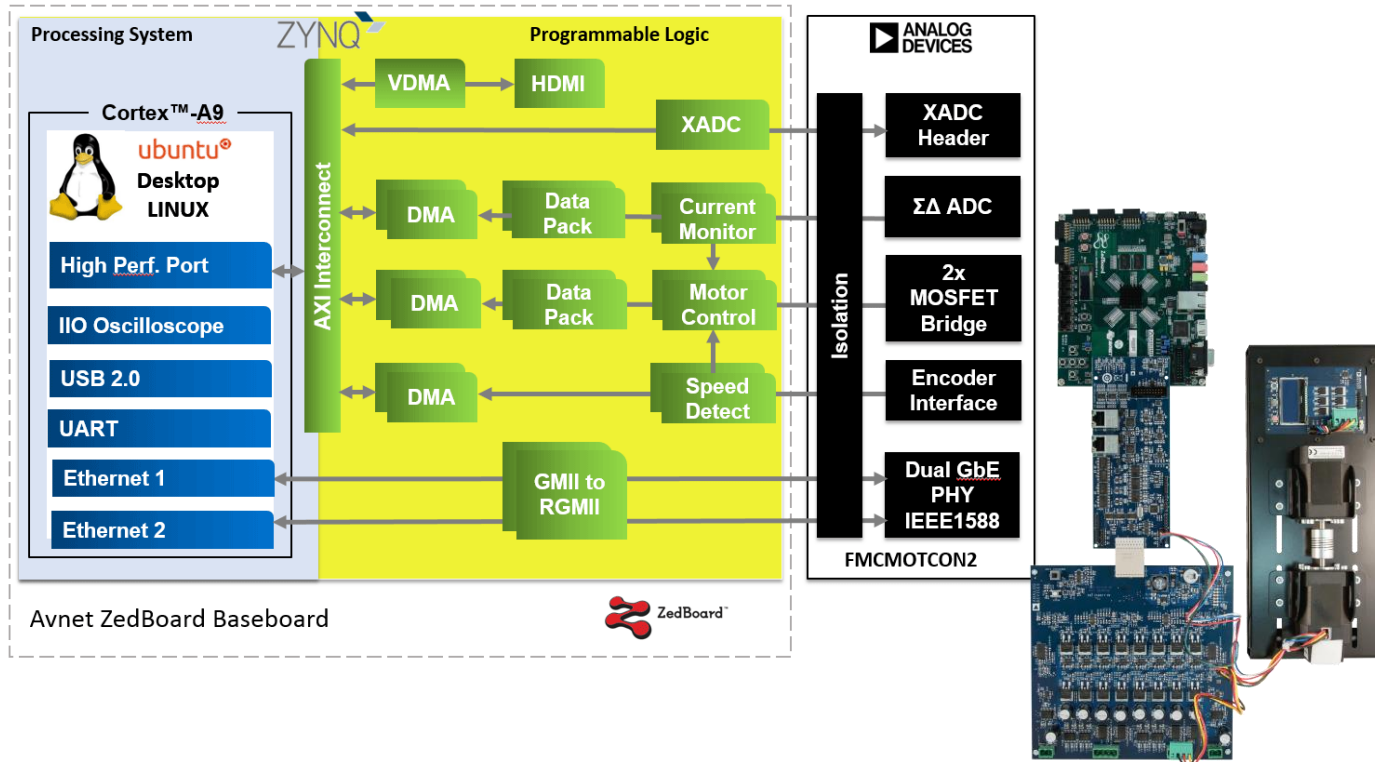 Processing System
ZYNQ
Programmable Logic
ANALOG
DEVICES
VDMA
HDMI
Cortex™-A9
XADC
XADC
Header
ubuntu
Desktop
LINUX
AXI Interconnect
Isolation
DMA
Data
Pack
Current
Monitor
ΣΔ ADC
High Perf. Port
DMA
Data
Pack
Motor
Control
2x
MOSFET
Bridge
IIO Oscilloscope
USB 2.0
DMA
Speed
Detect
Encoder
Interface
UART
Ethernet 1
GMII to
RGMII
Dual GbE
PHY
IEEE1588
Ethernet 2
FMCMOTCON2
Avnet ZedBoard Baseboard
ZedBoard™
ZedBoard